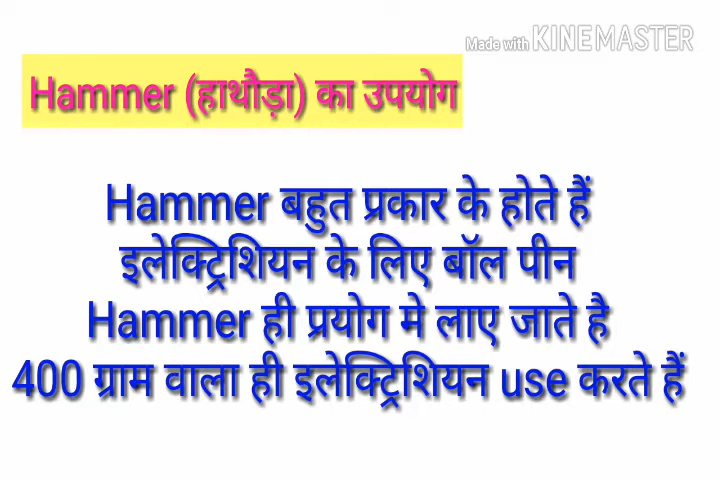 Made with KINEMASTER
Hammer (हाथौड़ा) का उपयोग
Hammer बहुत प्रकार के होते हैं
इलेक्ट्रिशियन के लिए बॉल पीन
Hammer ही प्रयोग मे लाए जाते है
400 ग्राम वाला ही इलेक्ट्रिशियन use करते हैं